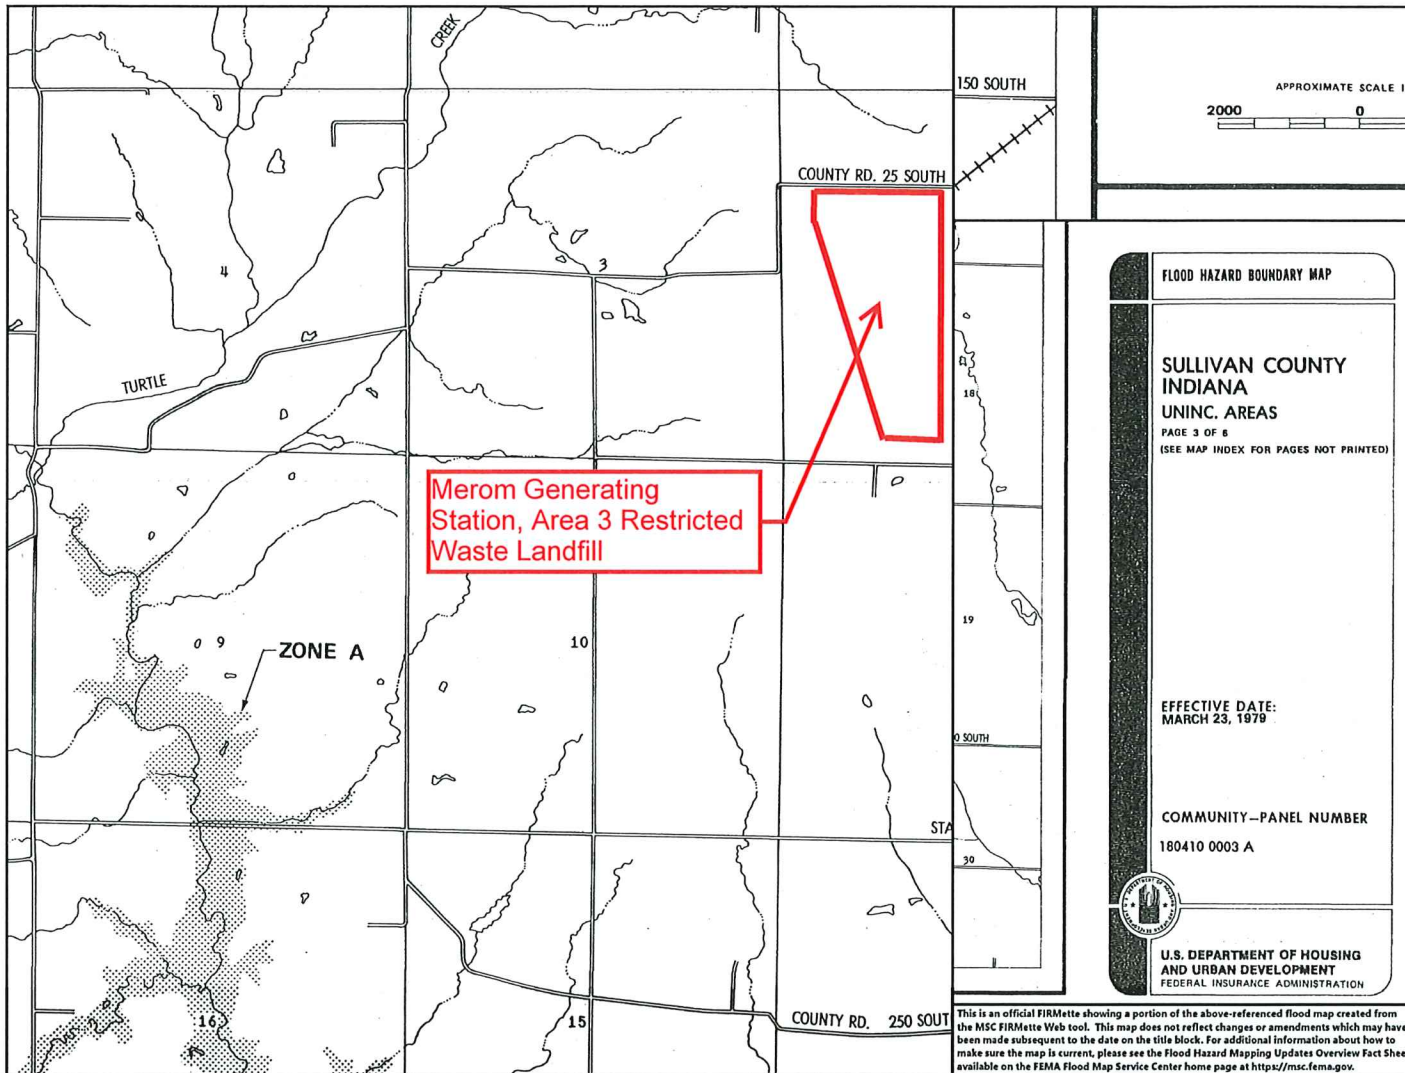 CREEK
150 SOUTH
APPROXIMATE SCALE I
2000 0
COUNTY RD. 25 SOUTH
4
3
TURTLE
18
FLOOD HAZARD BOUNDARY MAP
SULLIVAN COUNTY
INDIANA
UNINC. AREAS
PAGE 3 OF 6
(SEE MAP INDEX FOR PAGES NOT PRINTED)
Merom Generating
Station, Area 3 Restricted
Waste Landfill
9
ZONE A
10
19
EFFECTIVE DATE:
MARCH 23, 1979
0 SOUTH
STA
30
COMMUNITY—PANEL NUMBER
180410 0003 A
16
15
COUNTY RD. 250 SOUT
U.S. DEPARTMENT OF HOUSING
AND URBAN DEVELOPMENT
FEDERAL INSURANCE ADMINISTRATION
This is an official FIRMette showing a portion of the above-referenced flood map created from
the MSC FIRMette Web tool. This map does not reflect changes or amendments which may have
been made subsequent to the date on the title block. For additional information about how to
make sure the map is current, please see the Flood Hazard Mapping Updates Overview Fact Shee
available on the FEMA Flood Map Service Center home page at https://msc.fema.gov.